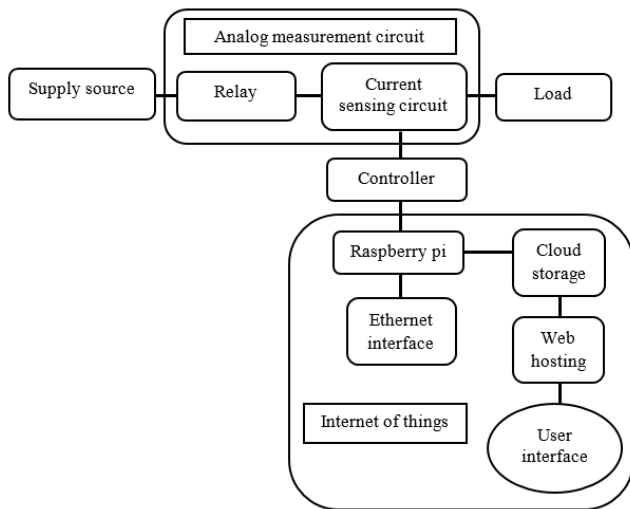 Analog measurement circuit
Supply source
Relay
Current
sensing circuit
Load
Controller
Raspberry pi
Cloud
storage
Ethernet
interface
Web
hosting
Internet of things
User
interface